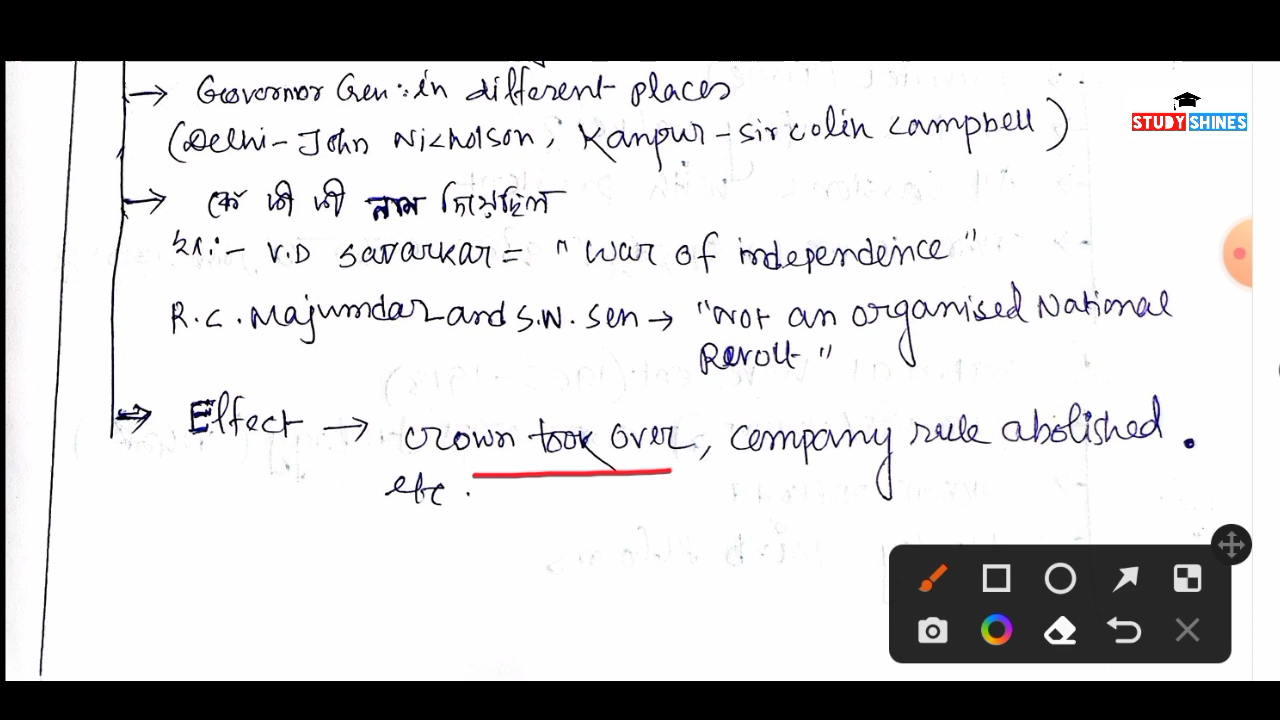 → Governor Gen: in different places
(Delhi - John Nicholson, Kanpur - Sir Colin Campbell)
STUDY SHINES
→ কে কী কী নাম দিয়েছিল
V.D Savarkar = "War of independence"
R.C. Majumdar and S.N. Sen → "Not an organised National
Revolt"
⇒ Effect → crown took over, company rule abolished.
etc.